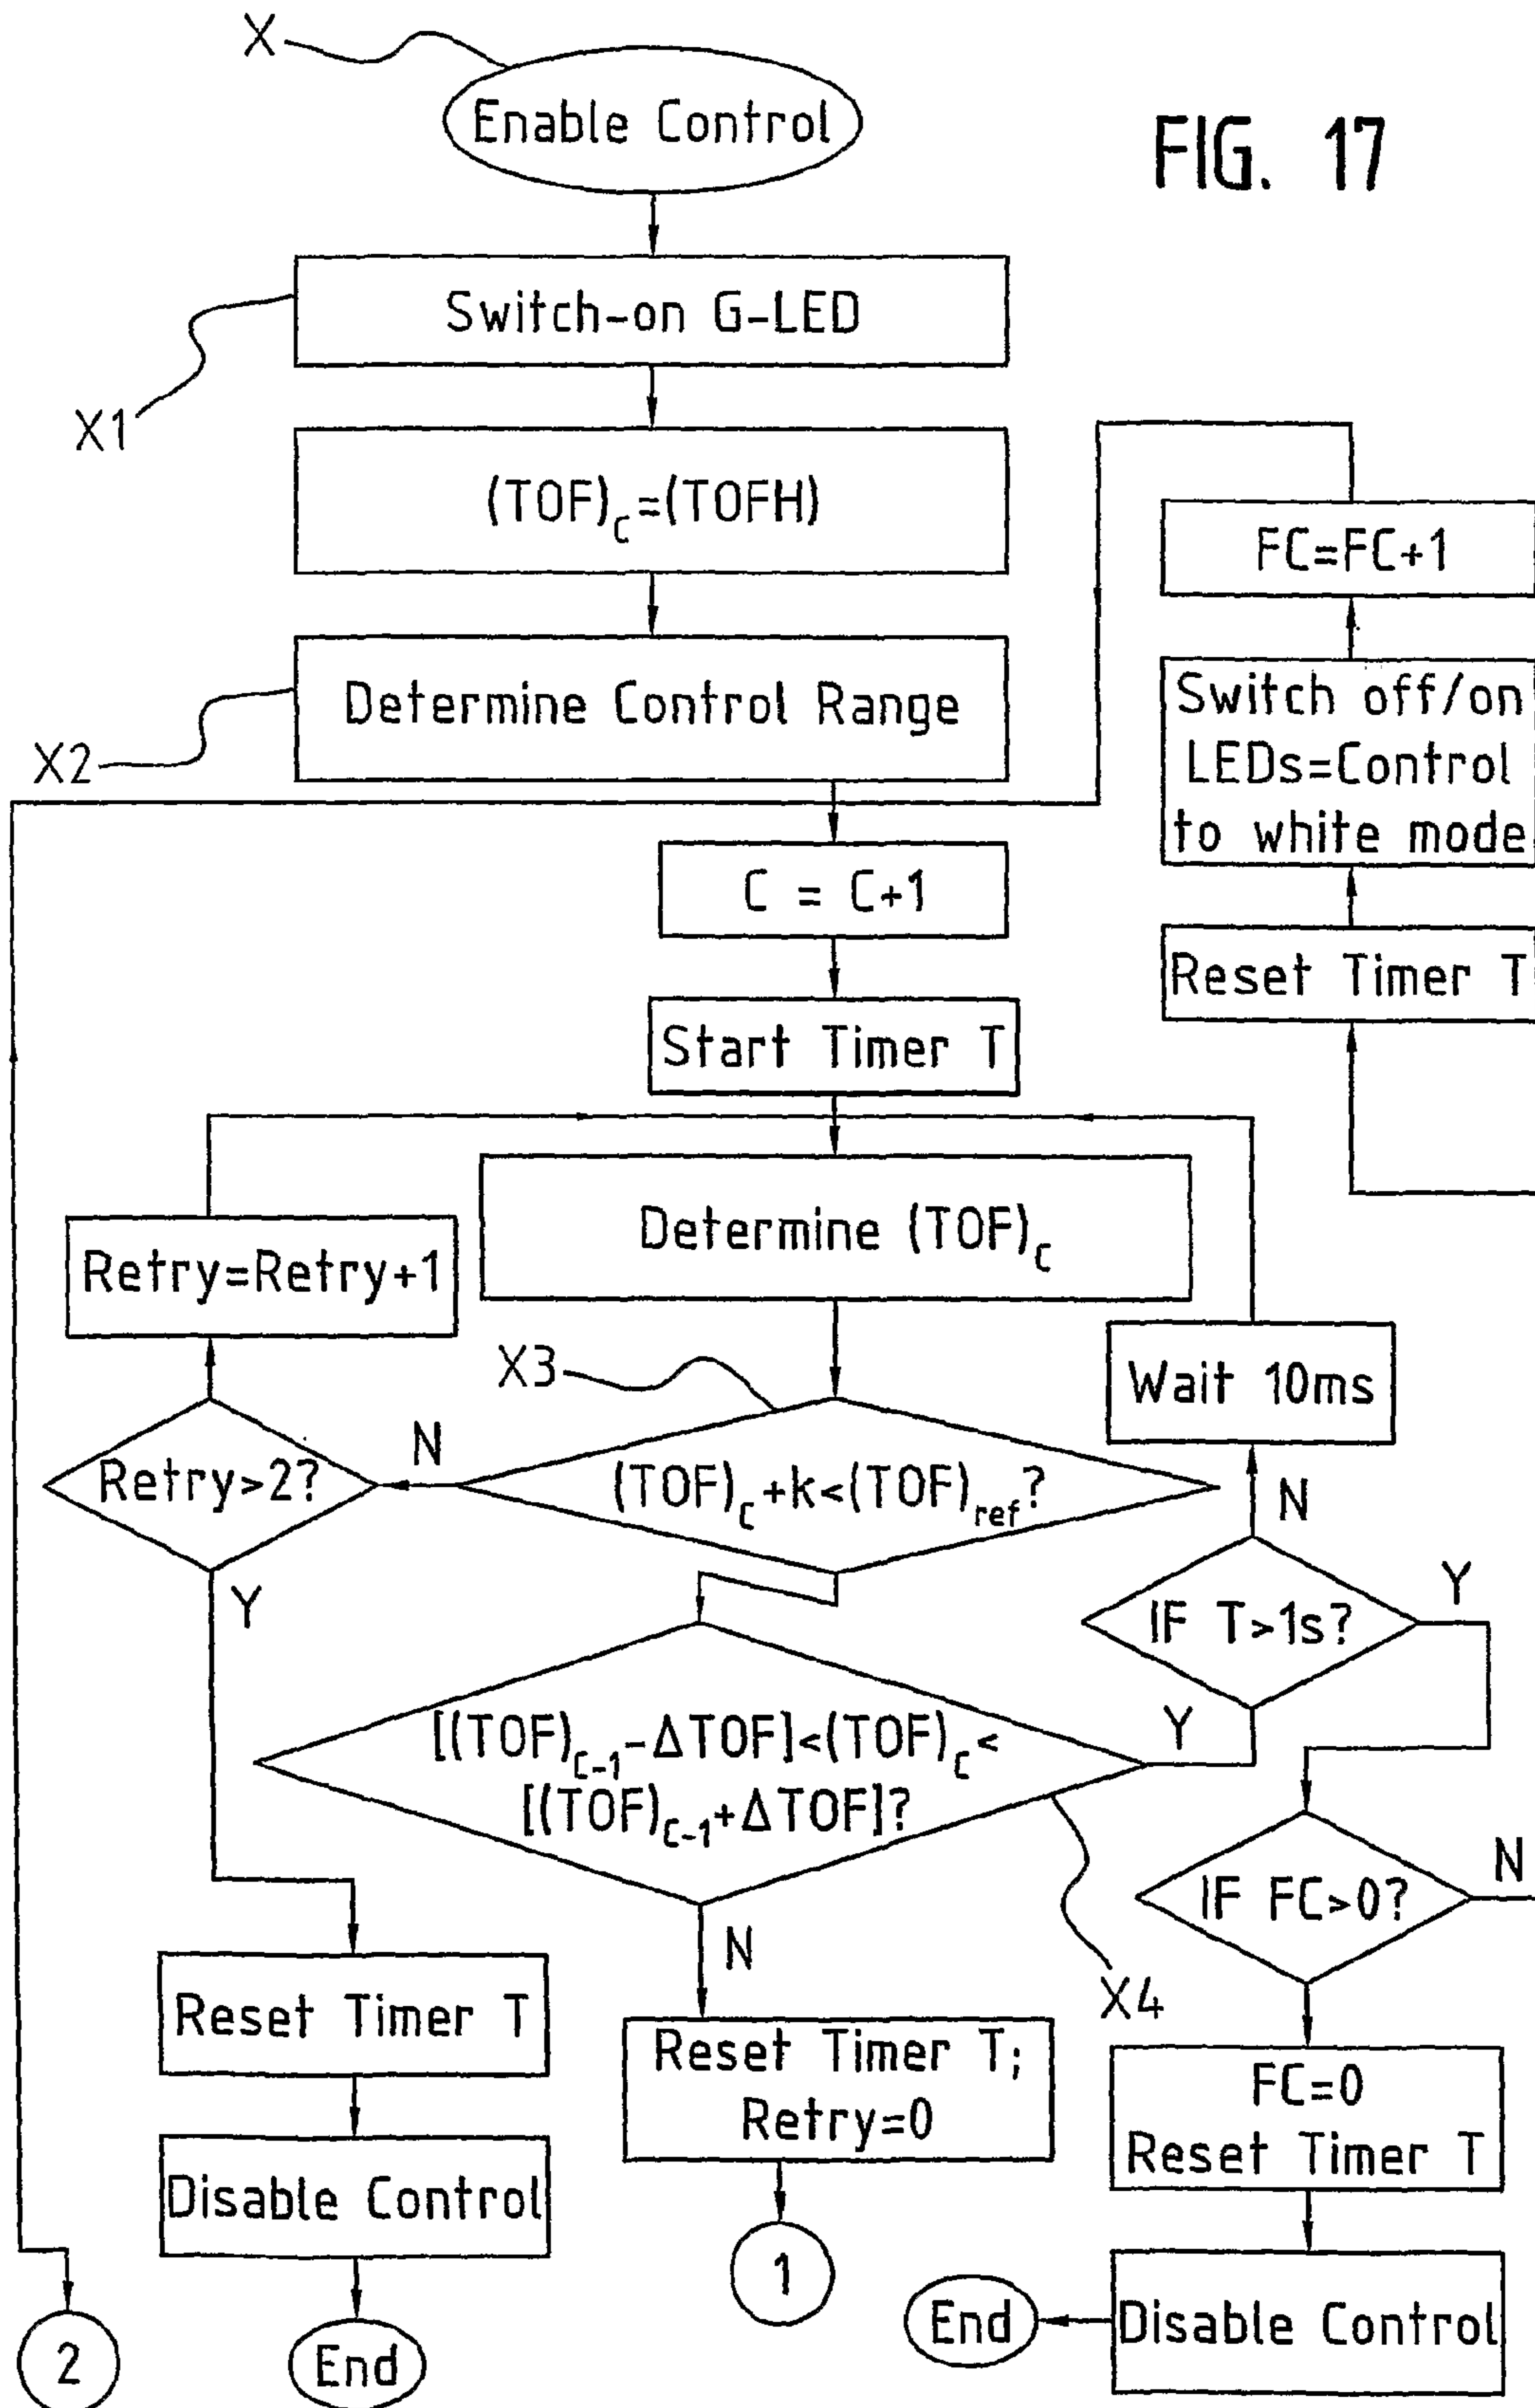 X
Enable Control
FIG. 17
Switch-on G-LED
X1
(TOF)c=(TOFH)
FC=FC+1
Determine Control Range
X2
Switch off/on
LEDs=Control
to white mode
C = C+1
Reset Timer T
Start Timer T
Determine (TOF)c
Retry=Retry+1
X3
Wait 10ms
Retry>2?
N
(TOF)c+k<(TOF)ref?
N
Y
IF T>1s?
Y
[(TOF)c-1-ΔTOF]<(TOF)c<
[(TOF)c-1+ΔTOF]?
Y
IF FC>0?
N
N
X4
Reset Timer T
Reset Timer T;
Retry=0
FC=0
Reset Timer T
Disable Control
1
End
Disable Control
2
End